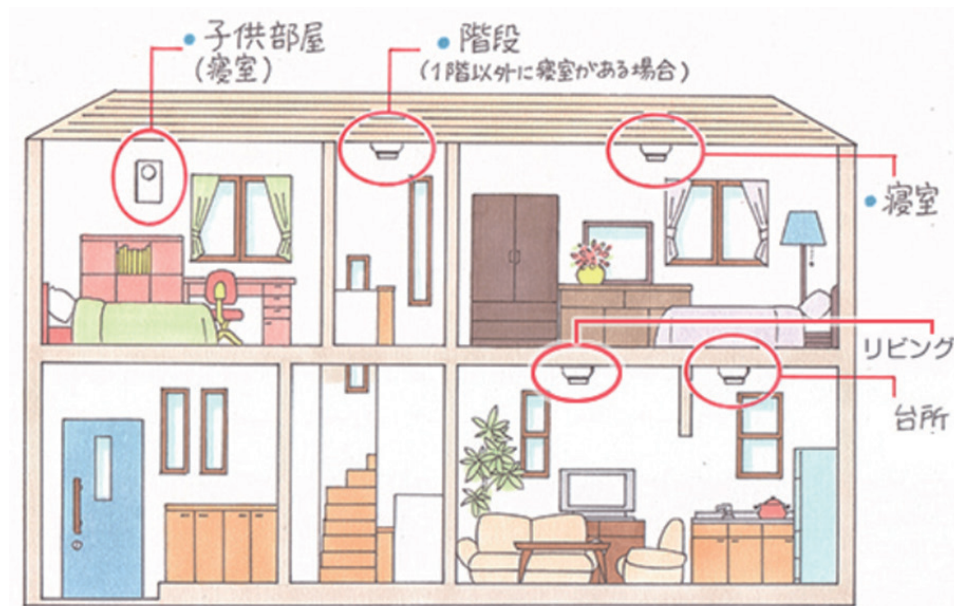 • 子供部屋
(寝室)
• 階段
(1階以外に寝室がある場合)
• 寝室
リビング
台所